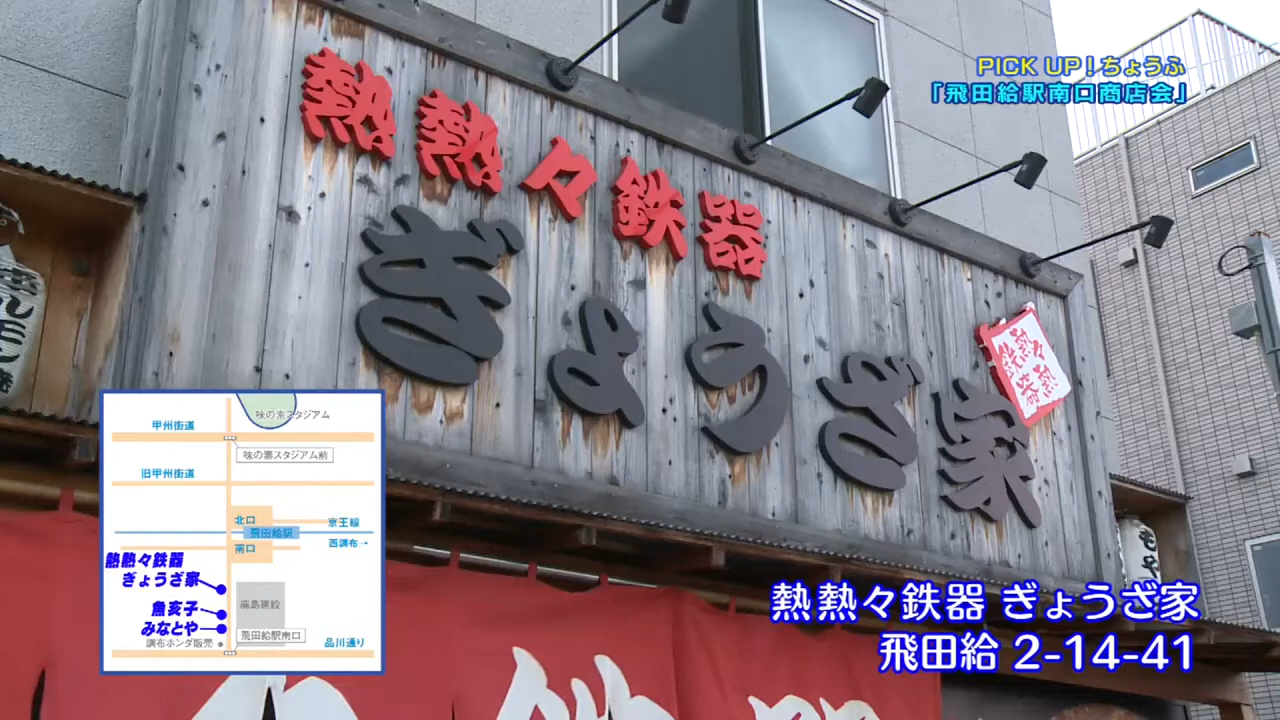 PICK UP！ちょうふ
「飛田給駅南口商店会」
熱熱々鉄器
ぎょうざ家
熱々熱
鉄器
味の素スタジアム
甲州街道
味の素スタジアム前
旧甲州街道
北口
京王線
飛田給駅
西調布→
南口
熱熱々鉄器
ぎょうざ家
廣島建設
魚亥子
みなとや
調布ホンダ販売
飛田給駅南口
品川通り
熱熱々鉄器 ぎょうざ家
飛田給 2-14-41